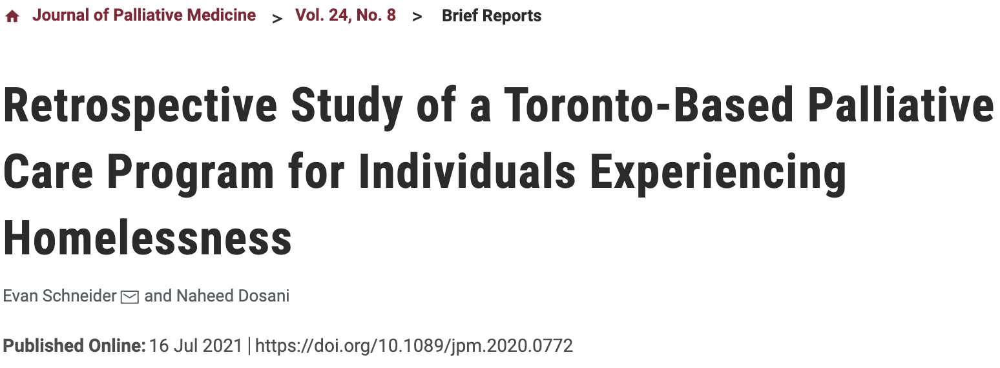 Journal of Palliative Medicine > Vol. 24, No. 8 > Brief Reports
Retrospective Study of a Toronto-Based Palliative
Care Program for Individuals Experiencing
Homelessness
Evan Schneider and Naheed Dosani
Published Online: 16 Jul 2021 | https://doi.org/10.1089/jpm.2020.0772